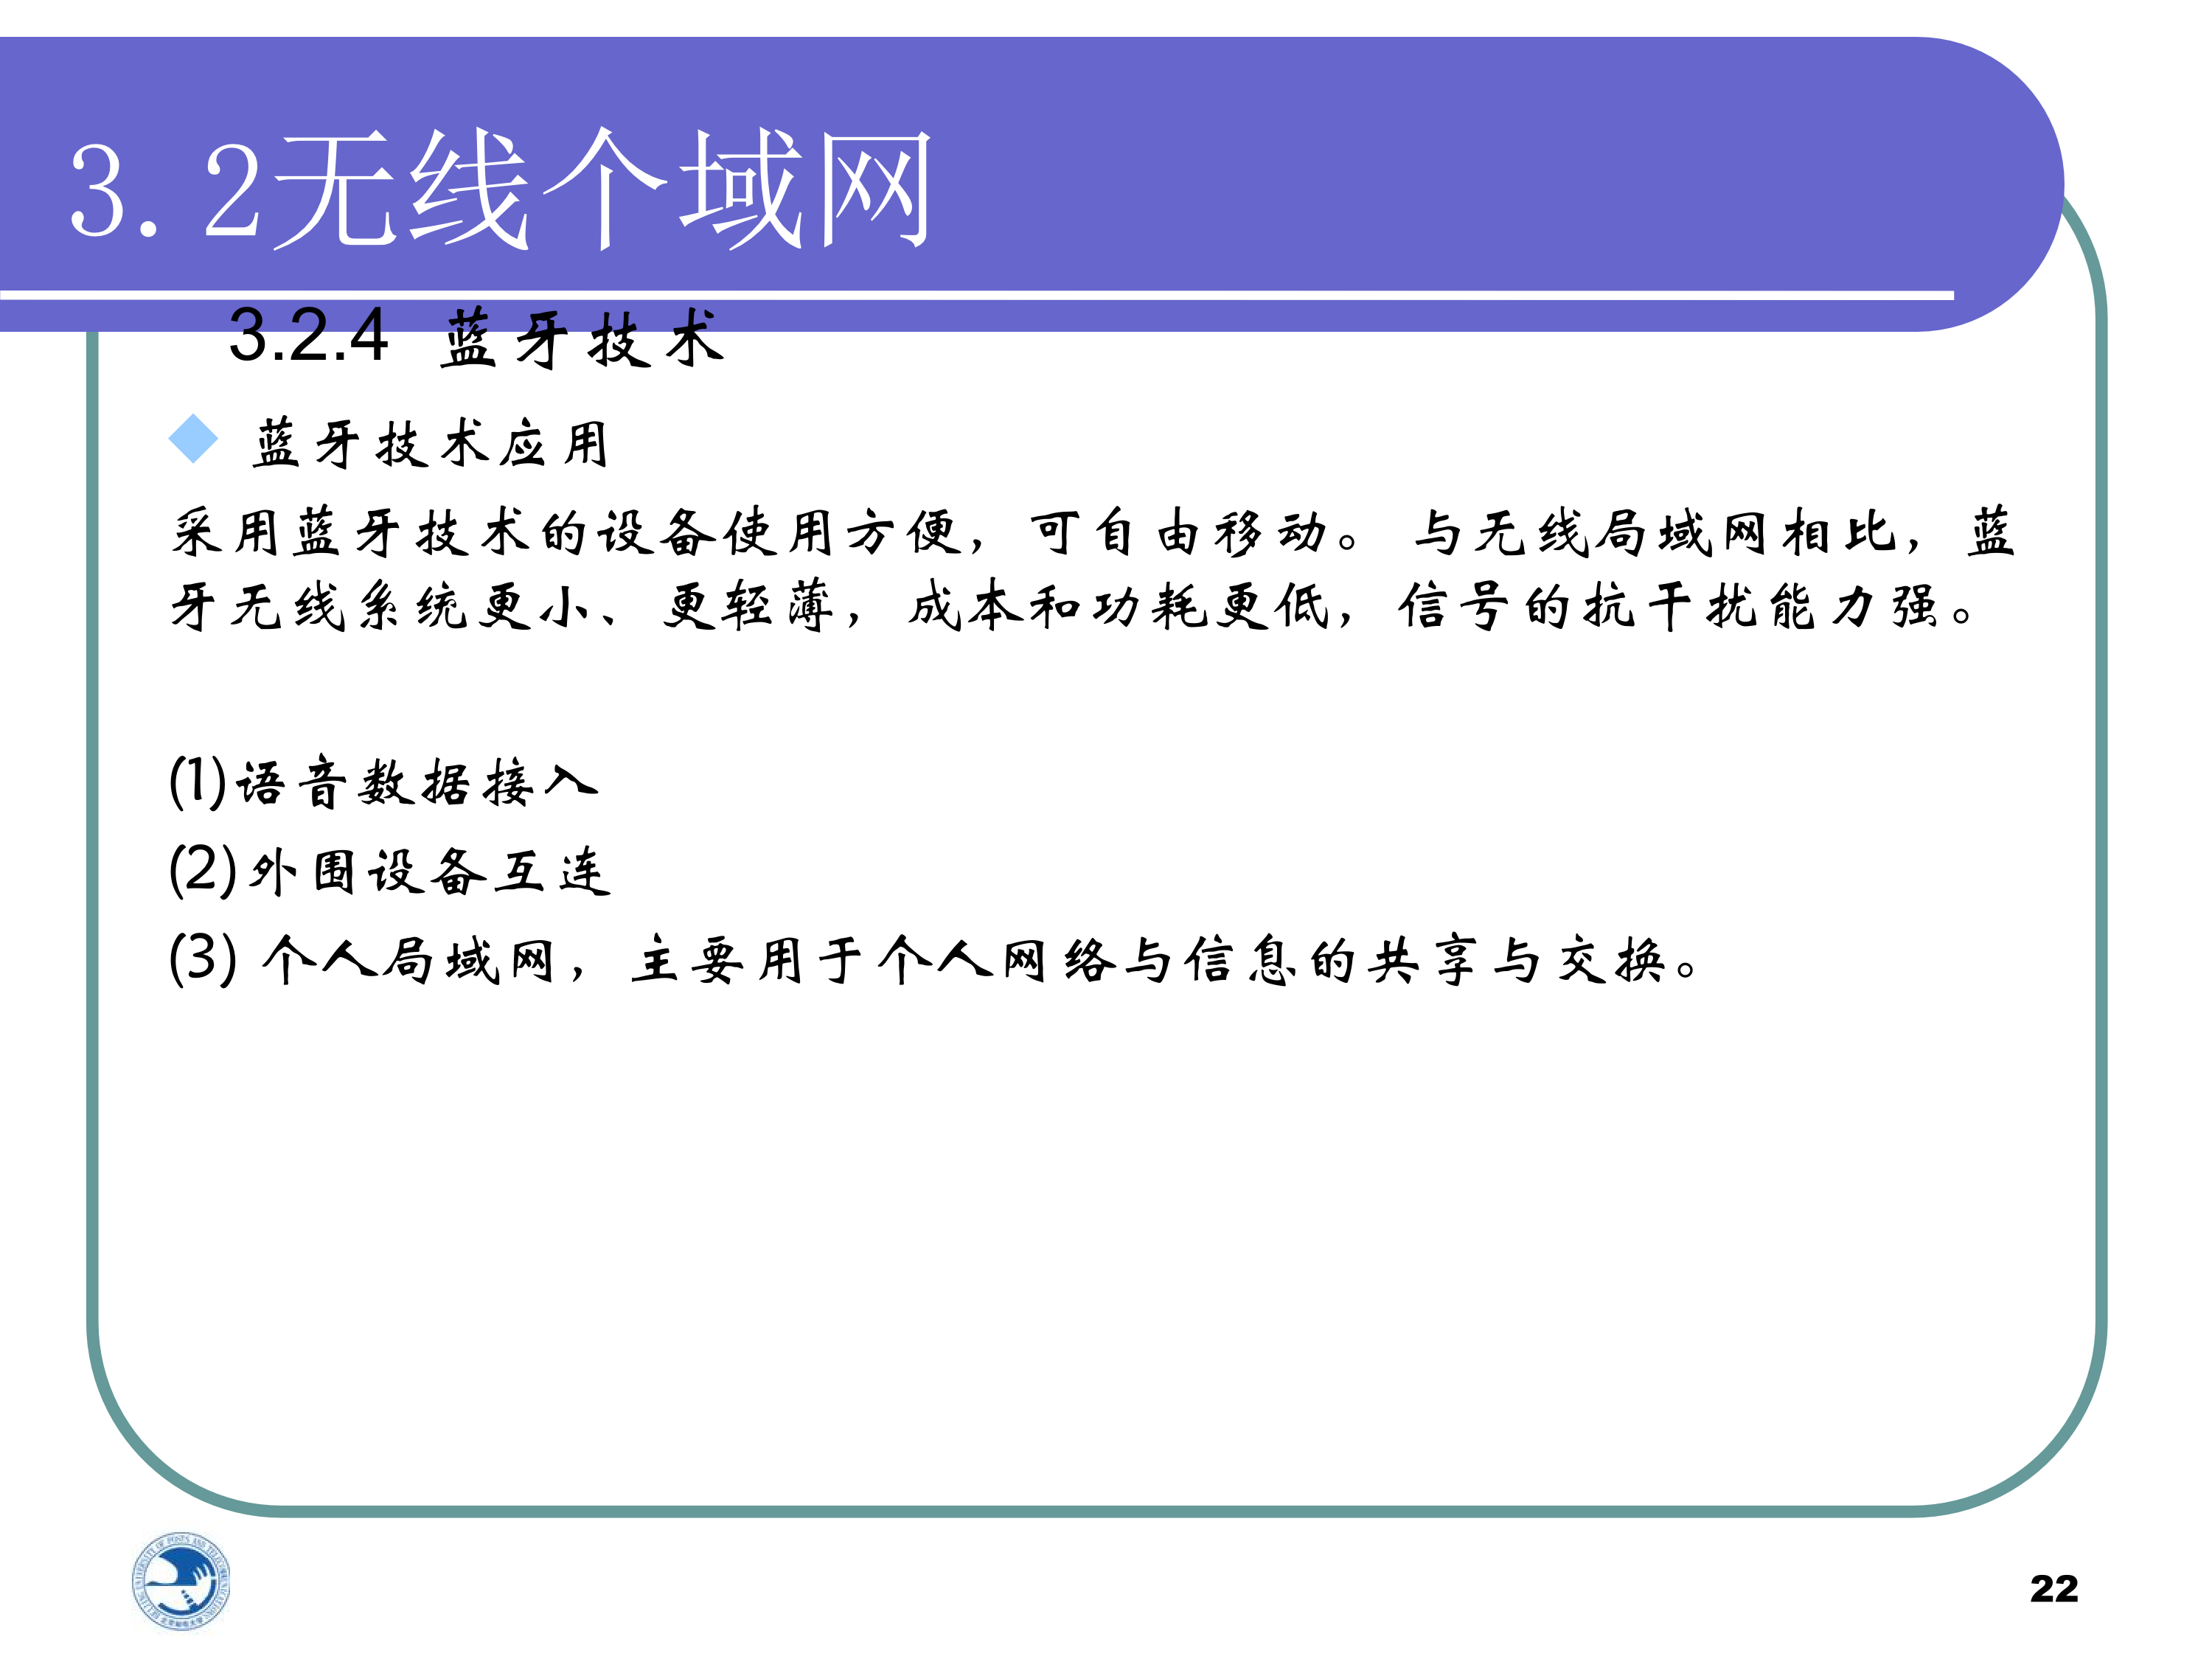 3.2无线个域网
3.2.4 蓝牙技术
蓝牙技术应用
采用蓝牙技术的设备使用方便，可自由移动。与无线局域网相比，蓝
牙无线系统更小、更轻薄，成本和功耗更低，信号的抗干扰能力强。
(1)语音数据接入
(2)外围设备互连
(3) 个人局域网，主要用于个人网络与信息的共享与交换。
22